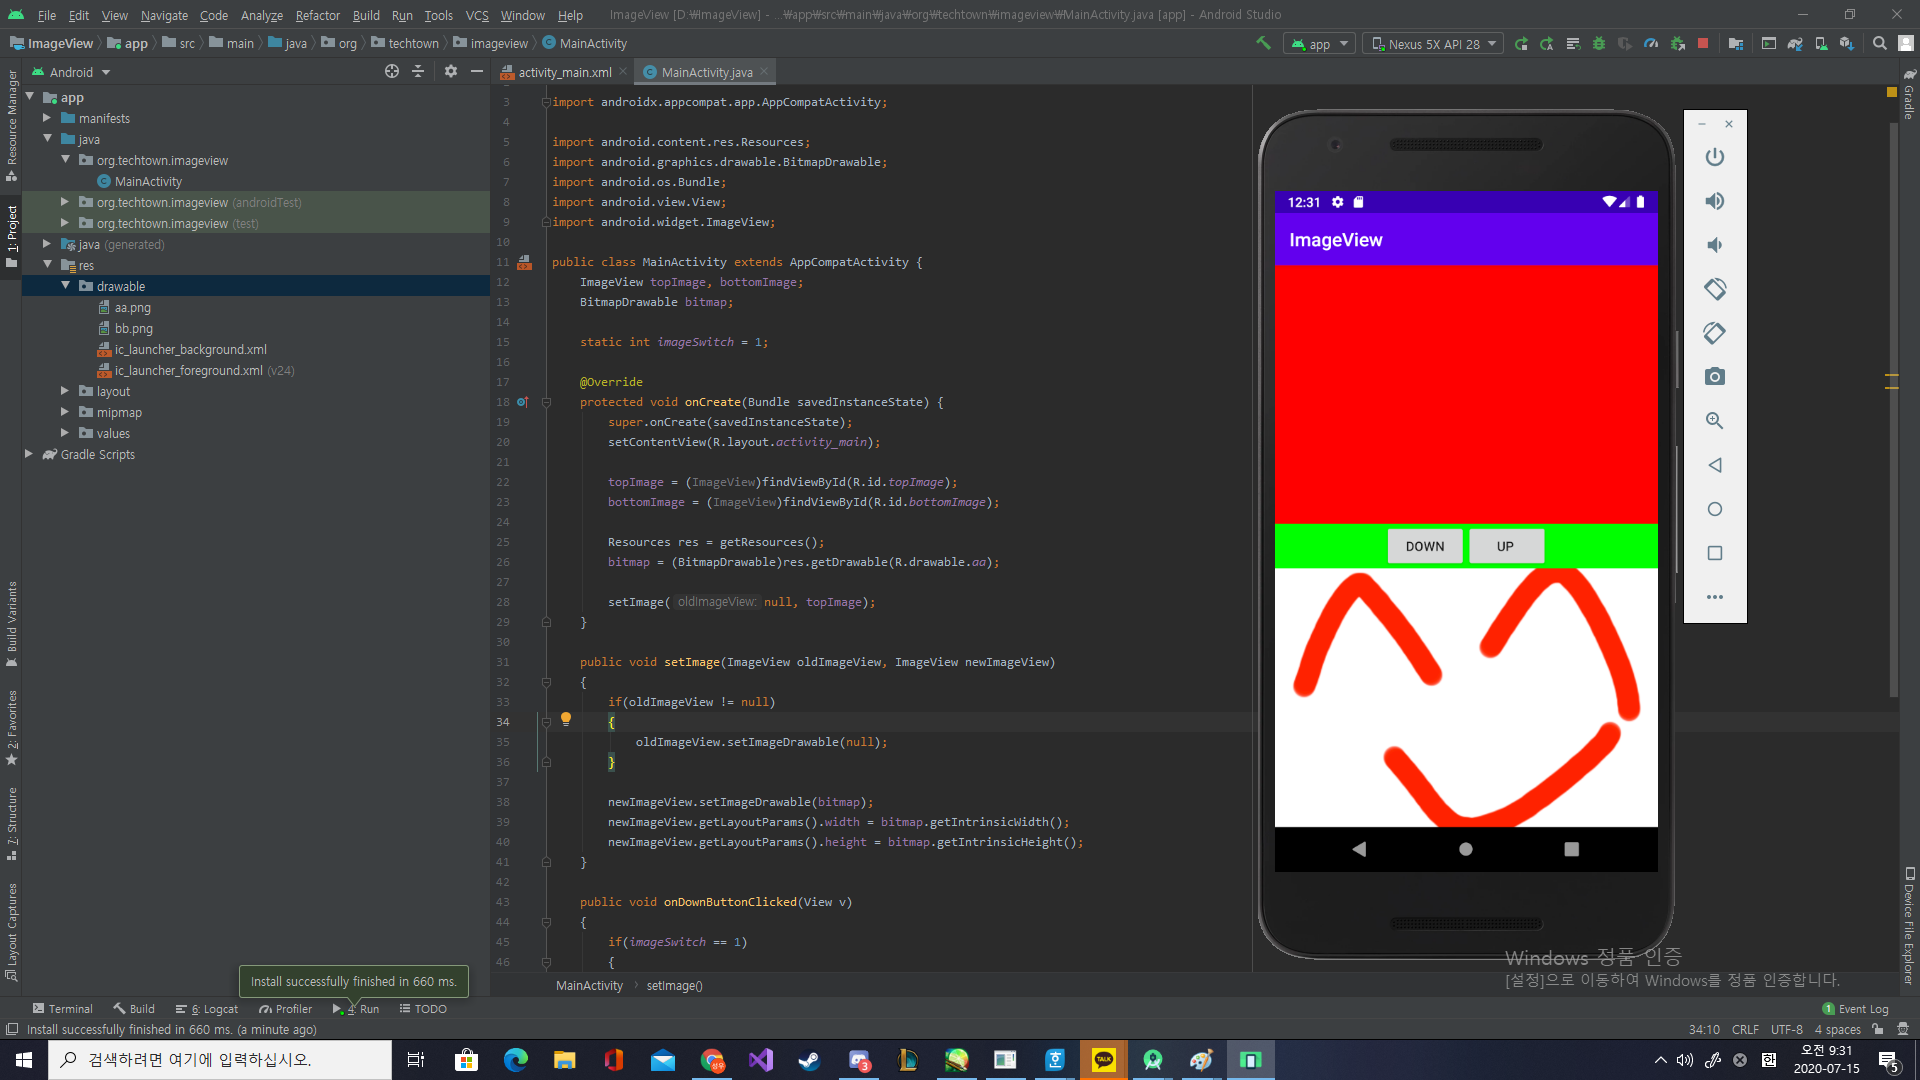 File Edit View Navigate Code Analyze Refactor Build Run Tools VCS Window Help ImageView [D:₩ImageView] - ...₩app₩src₩main₩java₩org₩techtown₩imageview₩MainActivity.java [app] - Android Studio
ImageView app src main java org techtown imageview MainActivity app Nexus 5X API 28
Android
activity_main.xml MainActivity.java
Resource Manager
1: Project
Build Variants
2: Favorites
7: Structure
Layout Captures
app
manifests
java
org.techtown.imageview
MainActivity
org.techtown.imageview (androidTest)
org.techtown.imageview (test)
java (generated)
res
drawable
aa.png
bb.png
ic_launcher_background.xml
ic_launcher_foreground.xml (v24)
layout
mipmap
values
Gradle Scripts
3 import androidx.appcompat.app.AppCompatActivity;
4
5 import android.content.res.Resources;
6 import android.graphics.drawable.BitmapDrawable;
7 import android.os.Bundle;
8 import android.view.View;
9 import android.widget.ImageView;
10
11 public class MainActivity extends AppCompatActivity {
12 ImageView topImage, bottomImage;
13 BitmapDrawable bitmap;
14
15 static int imageSwitch = 1;
16
17 @Override
18 protected void onCreate(Bundle savedInstanceState) {
19 super.onCreate(savedInstanceState);
20 setContentView(R.layout.activity_main);
21
22 topImage = (ImageView)findViewById(R.id.topImage);
23 bottomImage = (ImageView)findViewById(R.id.bottomImage);
24
25 Resources res = getResources();
26 bitmap = (BitmapDrawable)res.getDrawable(R.drawable.aa);
27
28 setImage( oldImageView: null, topImage);
29 }
30
31 public void setImage(ImageView oldImageView, ImageView newImageView)
32 {
33 if(oldImageView != null)
34 {
35 oldImageView.setImageDrawable(null);
36 }
37
38 newImageView.setImageDrawable(bitmap);
39 newImageView.getLayoutParams().width = bitmap.getIntrinsicWidth();
40 newImageView.getLayoutParams().height = bitmap.getIntrinsicHeight();
41 }
42
43 public void onDownButtonClicked(View v)
44 {
45 if(imageSwitch == 1)
46 {
MainActivity setImage()
12:31
ImageView
DOWN UP
Gradle
Device File Explorer
Windows 정품 인증
[설정]으로 이동하여 Windows를 정품 인증합니다.
Install successfully finished in 660 ms.
Terminal Build 6: Logcat Profiler 4: Run TODO 1 Event Log
Install successfully finished in 660 ms. (a minute ago) 34:10 CRLF UTF-8 4 spaces
검색하려면 여기에 입력하십시오.
성우
3
TALK
한
오전 9:31
2020-07-15
5